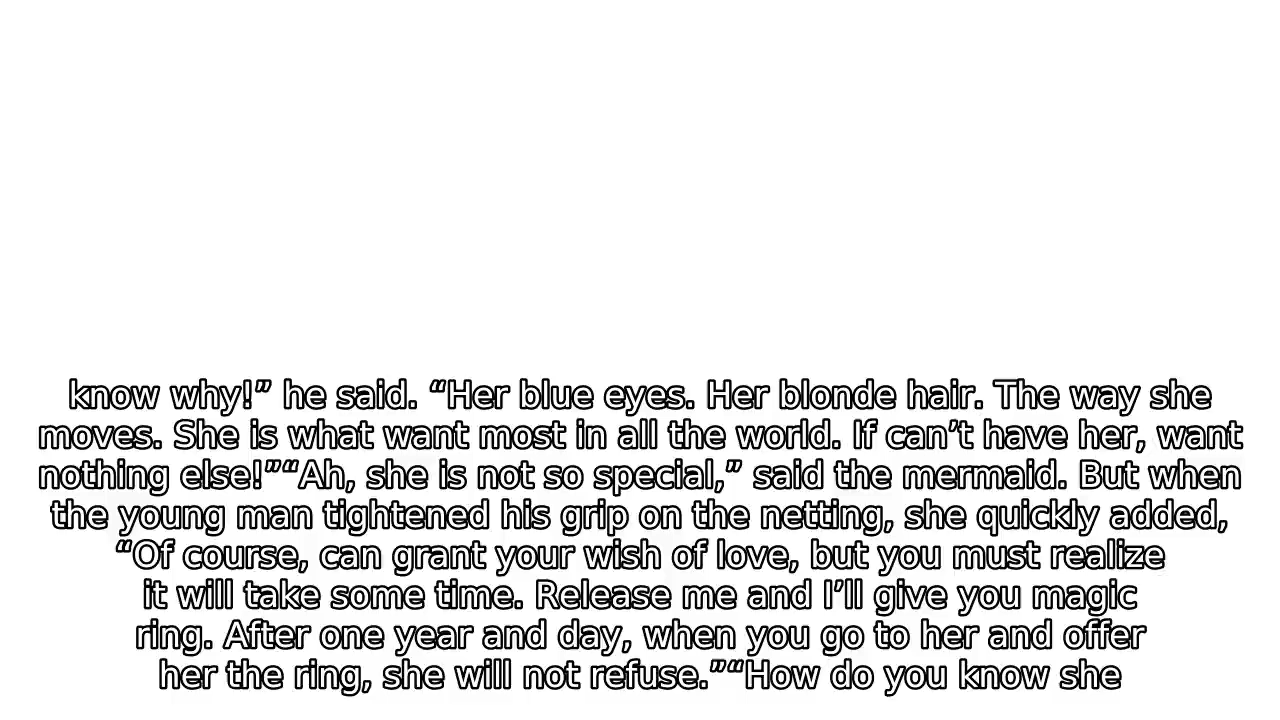 know why!” he said. “Her blue eyes. Her blonde hair. The way she
moves. She is what want most in all the world. If can’t have her, want
nothing else!”“Ah, she is not so special,” said the mermaid. But when
the young man tightened his grip on the netting, she quickly added,
“Of course, can grant your wish of love, but you must realize
it will take some time. Release me and I’ll give you magic
ring. After one year and day, when you go to her and offer
her the ring, she will not refuse.”“How do you know she